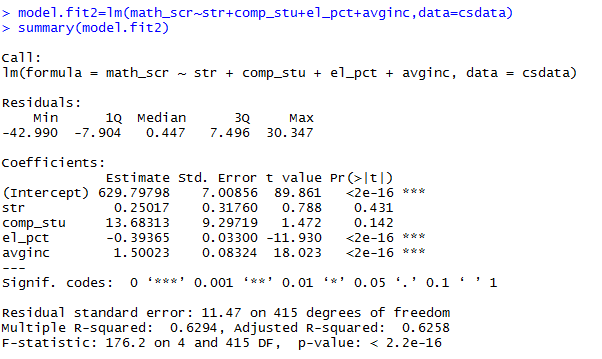 > model.fit2=lm(math_scr~str+comp_stu+el_pct+avginc,data=csdata)
> summary(model.fit2)
Call:
lm(formula = math_scr ~ str + comp_stu + el_pct + avginc, data = csdata)
Residuals:
Min 1Q Median 3Q Max
-42.990 -7.904 0.447 7.496 30.347
Coefficients:
Estimate Std. Error t value Pr(>|t|)
(Intercept) 629.79798 7.00856 89.861 <2e-16 ***
str 0.25017 0.31760 0.788 0.431
comp_stu 13.68313 9.29719 1.472 0.142
el_pct -0.39365 0.03300 -11.930 <2e-16 ***
avginc 1.50023 0.08324 18.023 <2e-16 ***
---
Signif. codes: 0 ‘***’ 0.001 ‘**’ 0.01 ‘*’ 0.05 ‘.’ 0.1 ‘ ’ 1
Residual standard error: 11.47 on 415 degrees of freedom
Multiple R-squared: 0.6294, Adjusted R-squared: 0.6258
F-statistic: 176.2 on 4 and 415 DF, p-value: < 2.2e-16